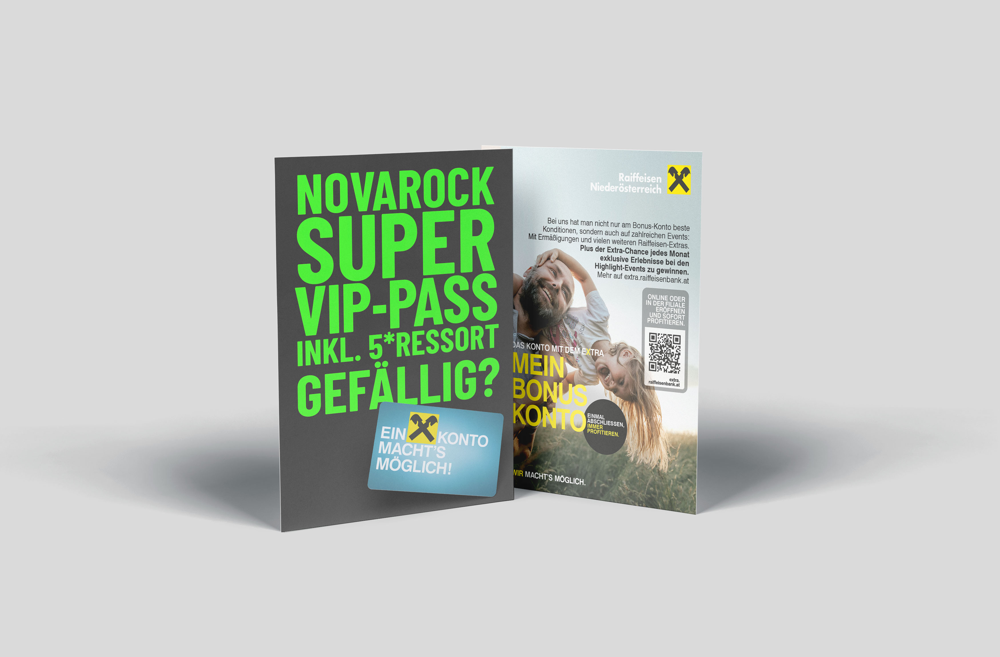 NOVAROCK
SUPER
VIP-PASS
INKL. 5*RESSORT
GEFÄLLIG?
EIN KONTO
MACHT'S
MÖGLICH!
Raiffeisen
Niederösterreich
Bei uns hat man nicht nur am Bonus-Konto beste
Konditionen, sondern auch auf zahlreichen Events:
Mit Ermäßigungen und vielen weiteren Raiffeisen-Extras.
Plus der Extra-Chance jedes Monat
exklusive Erlebnisse bei den
Highlight-Events zu gewinnen.
Mehr auf extra.raiffeisenbank.at
ONLINE ODER
IN DER FILIALE
ERÖFFNEN
UND SOFORT
PROFITIEREN.
extra.
raiffeisenbank.at
DAS KONTO MIT DEM EXTRA
MEIN
BONUS
KONTO
EINMAL
ABSCHLIESSEN,
IMMER
PROFITIEREN.
WIR MACHT'S MÖGLICH.